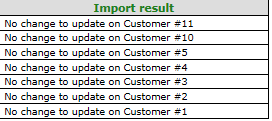 Import result
No change to update on Customer #11
No change to update on Customer #10
No change to update on Customer #5
No change to update on Customer #4
No change to update on Customer #3
No change to update on Customer #2
No change to update on Customer #1